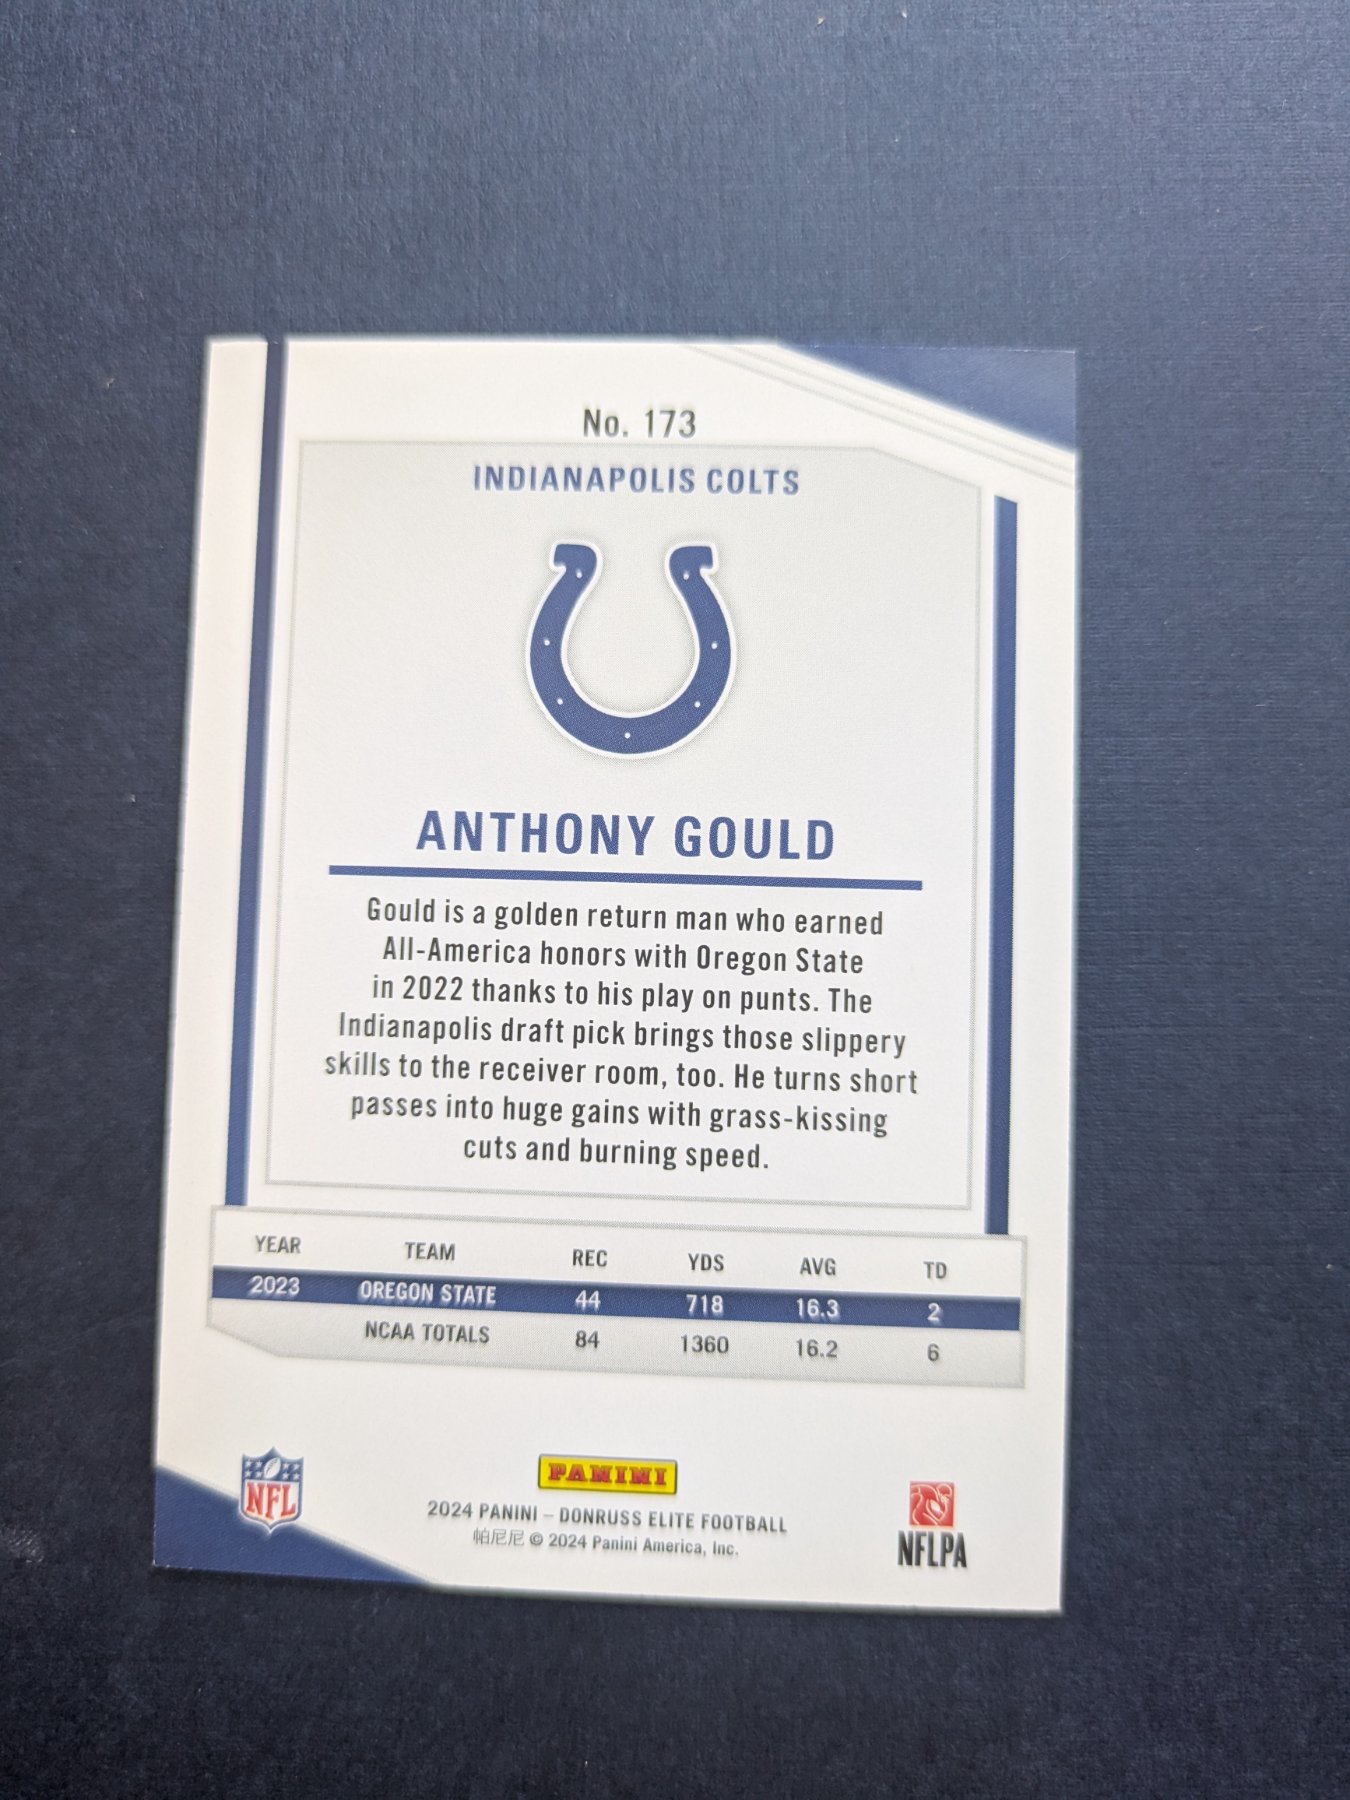 No. 173
INDIANAPOLIS COLTS
ANTHONY GOULD
Gould is a golden return man who earned
All-America honors with Oregon State
in 2022 thanks to his play on punts. The
Indianapolis draft pick brings those slippery
skills to the receiver room, too. He turns short
passes into huge gains with grass-kissing
cuts and burning speed.
YEAR TEAM REC YDS AVG TD
2023 OREGON STATE 44 718 16.3 2
NCAA TOTALS 84 1360 16.2 6
NFL
PANINI
2024 PANINI – DONRUSS ELITE FOOTBALL
帕尼尼 © 2024 Panini America, Inc.
NFLPA